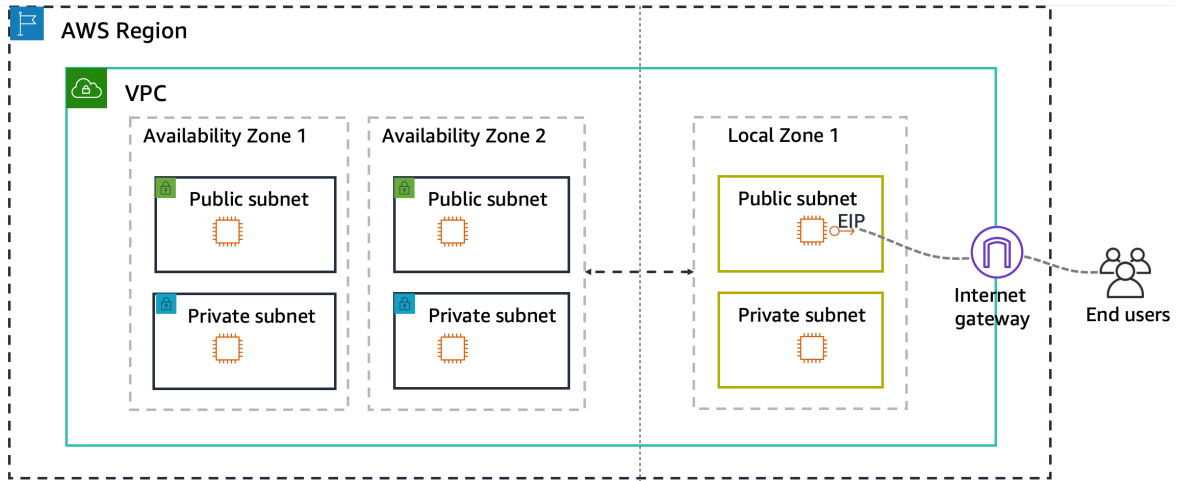 AWS Region
VPC
Availability Zone 1
Public subnet
Private subnet
Availability Zone 2
Public subnet
Private subnet
Local Zone 1
Public subnet
EIP
Private subnet
Internet
gateway
End users